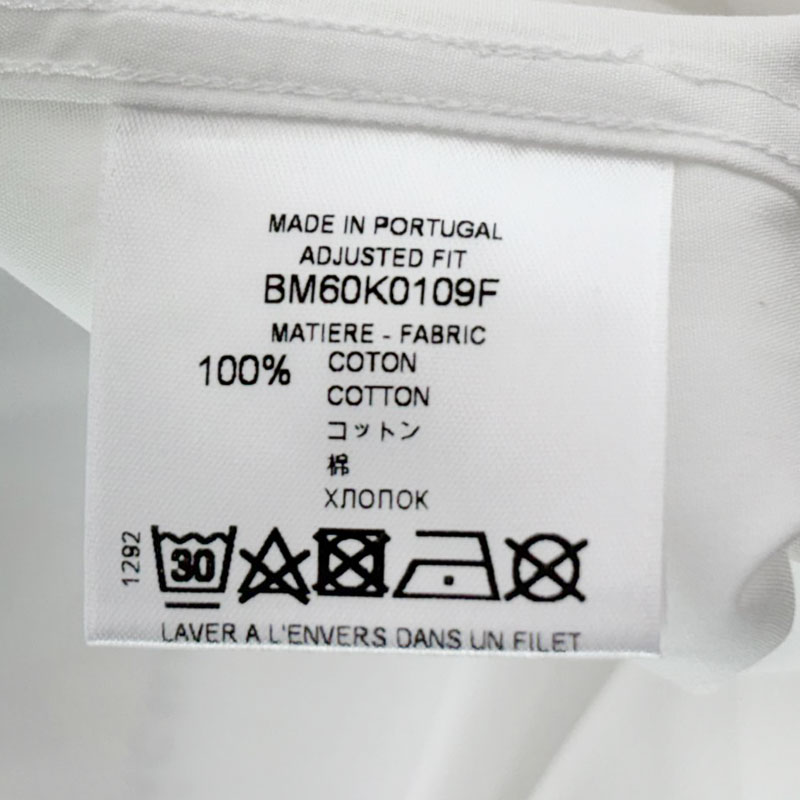 MADE IN PORTUGAL
ADJUSTED FIT
BM60K0109F
MATIERE - FABRIC
100% COTON
COTTON
コットン
棉
ХЛОПОК
1292
30
LAVER A L'ENVERS DANS UN FILET